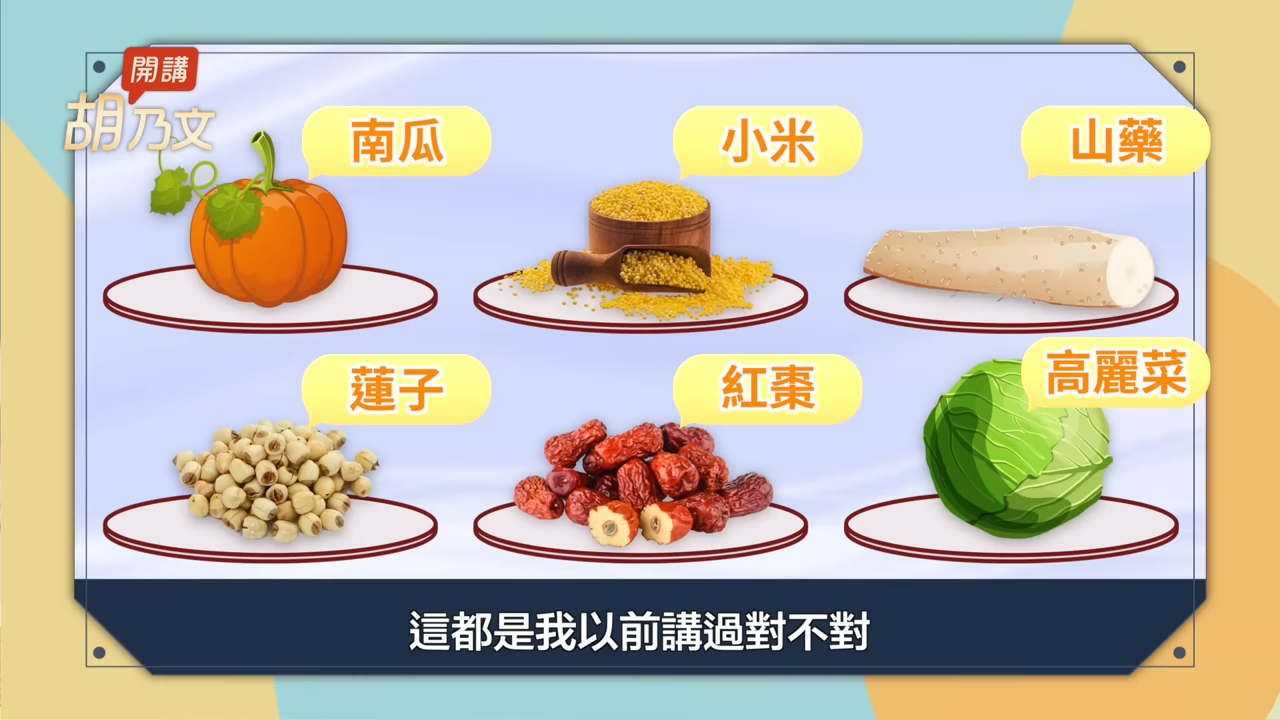 開講
胡乃文
南瓜
小米
山藥
蓮子
紅棗
高麗菜
這都是我以前講過對不對